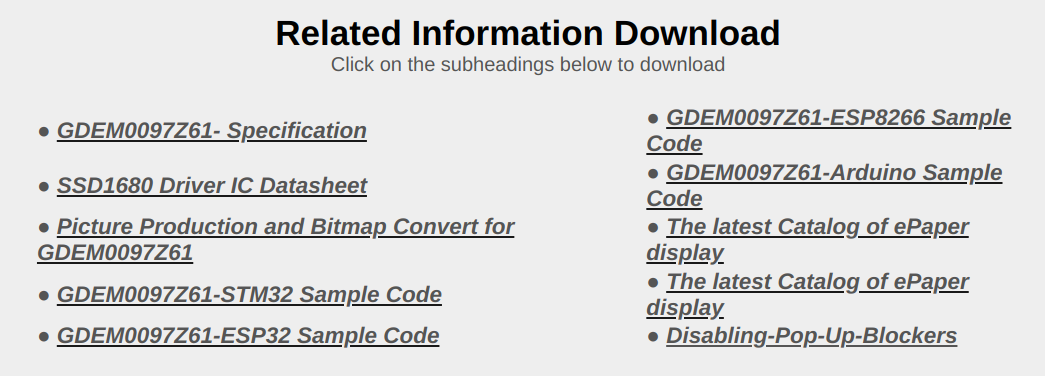 Related Information Download
Click on the subheadings below to download
● GDEM0097Z61- Specification
● SSD1680 Driver IC Datasheet
● Picture Production and Bitmap Convert for
GDEM0097Z61
● GDEM0097Z61-STM32 Sample Code
● GDEM0097Z61-ESP32 Sample Code
● GDEM0097Z61-ESP8266 Sample
Code
● GDEM0097Z61-Arduino Sample
Code
● The latest Catalog of ePaper
display
● The latest Catalog of ePaper
display
● Disabling-Pop-Up-Blockers